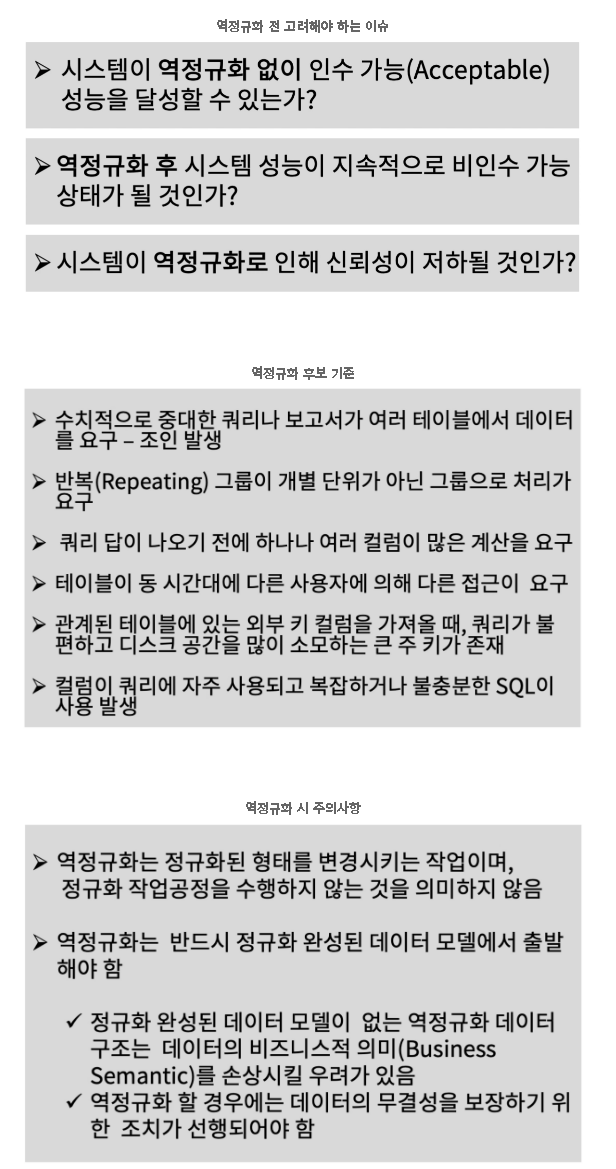 역정규화 전 고려해야 하는 이슈
➤ 시스템이 역정규화 없이 인수 가능(Acceptable)
성능을 달성할 수 있는가?
➤ 역정규화 후 시스템 성능이 지속적으로 비인수 가능
상태가 될 것인가?
➤ 시스템이 역정규화로 인해 신뢰성이 저하될 것인가?
역정규화 후보 기준
➤ 수치적으로 중대한 쿼리나 보고서가 여러 테이블에서 데이터
를 요구 – 조인 발생
➤ 반복(Repeating) 그룹이 개별 단위가 아닌 그룹으로 처리가
요구
➤ 쿼리 답이 나오기 전에 하나나 여러 컬럼이 많은 계산을 요구
➤ 테이블이 동 시간대에 다른 사용자에 의해 다른 접근이 요구
➤ 관계된 테이블에 있는 외부 키 컬럼을 가져올 때, 쿼리가 불
편하고 디스크 공간을 많이 소모하는 큰 주 키가 존재
➤ 컬럼이 쿼리에 자주 사용되고 복잡하거나 불충분한 SQL이
사용 발생
역정규화 시 주의사항
➤ 역정규화는 정규화된 형태를 변경시키는 작업이며,
정규화 작업공정을 수행하지 않는 것을 의미하지 않음
➤ 역정규화는 반드시 정규화 완성된 데이터 모델에서 출발
해야 함
✓ 정규화 완성된 데이터 모델이 없는 역정규화 데이터
구조는 데이터의 비즈니스적 의미(Business
Semantic)를 손상시킬 우려가 있음
✓ 역정규화 할 경우에는 데이터의 무결성을 보장하기 위
한 조치가 선행되어야 함